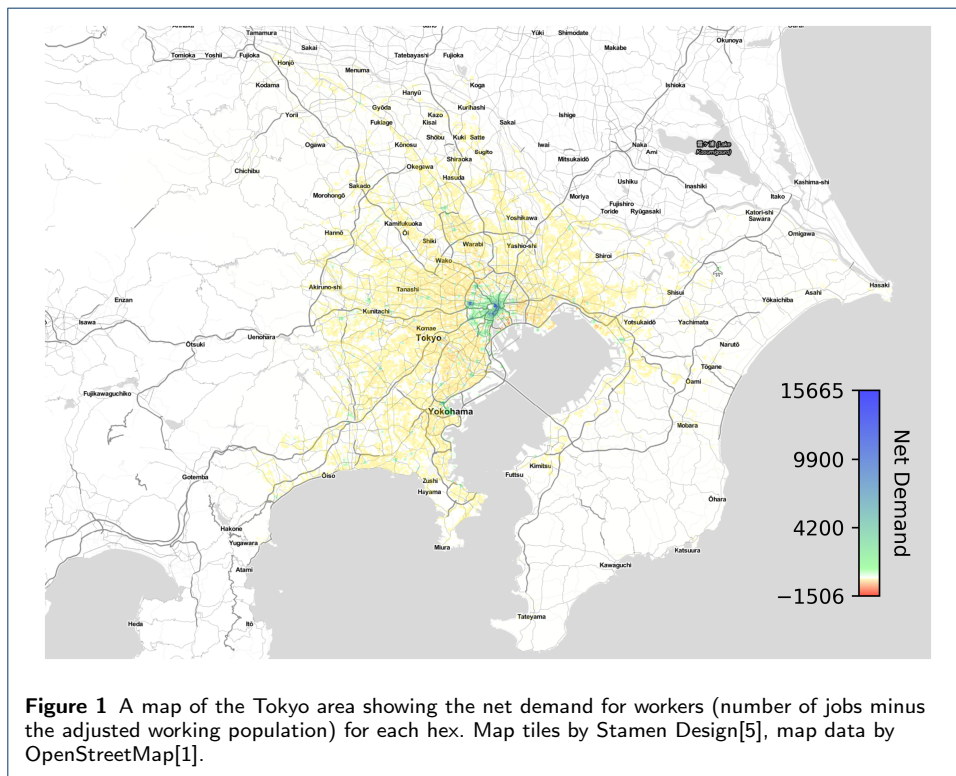 Tamamura
Sakai
Tatebayashi
Fujioka
Yūki
Shimodate
Makabe
Okunoya
Tomioka
Yoshii
Fujioka
Honjō
Menuma
Kodama
Hanyū
Koga
Ishioka
Yorii
Gyōda
Kazo
Kurihashi
Fukiage
Kisai
Sakai
Ishige
Ogawa
Kōnosu
Shōbu
Kuki
Satte
Iwai
Naka
Ami
Sugito
Mitsukaidō
Shiraoka
Chichibu
Okegawa
Hasuda
Ushiku
Inashiki
Kashima-shi
Sakado
Morohongō
Moriya
Fujishiro
Itako
Toride
Ryūgasaki
Katori-shi
Sawara
Kamifukuoka
Yoshikawa
Hannō
Ōi
Shiki
Warabi
Yashio-shi
Omigawa
Wako
Shiroi
Akiruno-shi
Tanashi
Shisui
Hasaki
Enzan
Yōkaichiba
Asahi
Isawa
Kunitachi
Yotsukaidō
Yachimata
Komae
Tokyo
Ōtsuki
Uenohara
Narutō
Tōgane
Ōami
Fujikawaguchiko
Yokohama
Mobara
Gotemba
Ōiso
Zushi
Hayama
Kimitsu
Futtsu
Ōhara
Hakone
Yugawara
Miura
Katsuura
Atami
Kawaguchi
Heda
Itō
Tateyama
15665
9900
4200
−1506
Net Demand
Figure 1 A map of the Tokyo area showing the net demand for workers (number of jobs minus
the adjusted working population) for each hex. Map tiles by Stamen Design[5], map data by
OpenStreetMap[1].